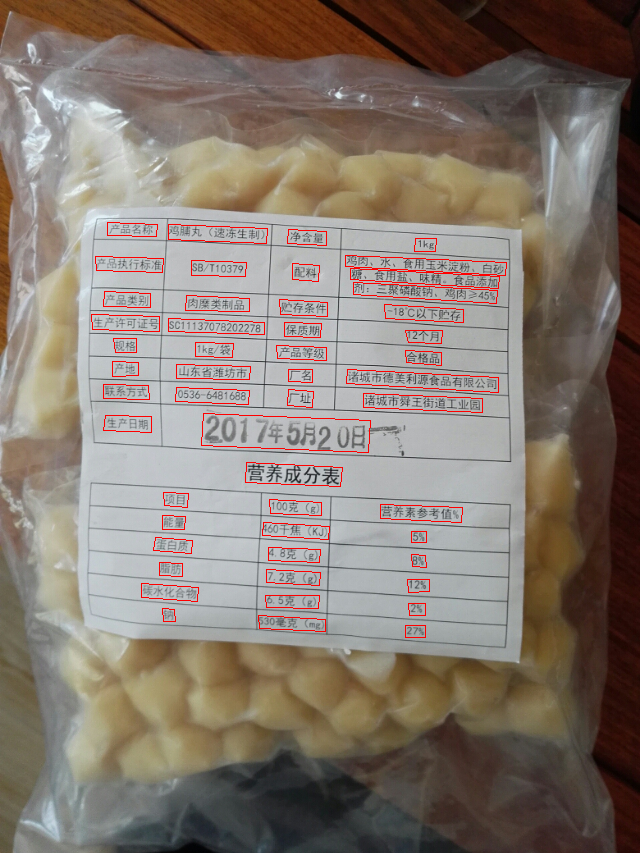 产品名称 鸡脯丸（速冻生制） 净含量 1kg
产品执行标准 SB/T10379 配料 鸡肉、水、食用玉米淀粉、白砂
糖、食用盐、味精。食品添加
剂：三聚磷酸钠，鸡肉≥45%
产品类别 肉糜类制品 贮存条件 -18℃以下贮存
生产许可证号 SC11137078202278 保质期 12个月
规格 1kg/袋 产品等级 合格品
产地 山东省潍坊市 厂名 诸城市德美利源食品有限公司
联系方式 0536-6481688 厂址 诸城市舜王街道工业园
生产日期 2017年5月20日
营养成分表
项目 100克（g） 营养素参考值%
能量 460千焦（KJ） 5%
蛋白质 4.8克（g） 8%
脂肪 7.2克（g） 12%
碳水化合物 6.5克（g） 2%
钠 530毫克（mg） 27%